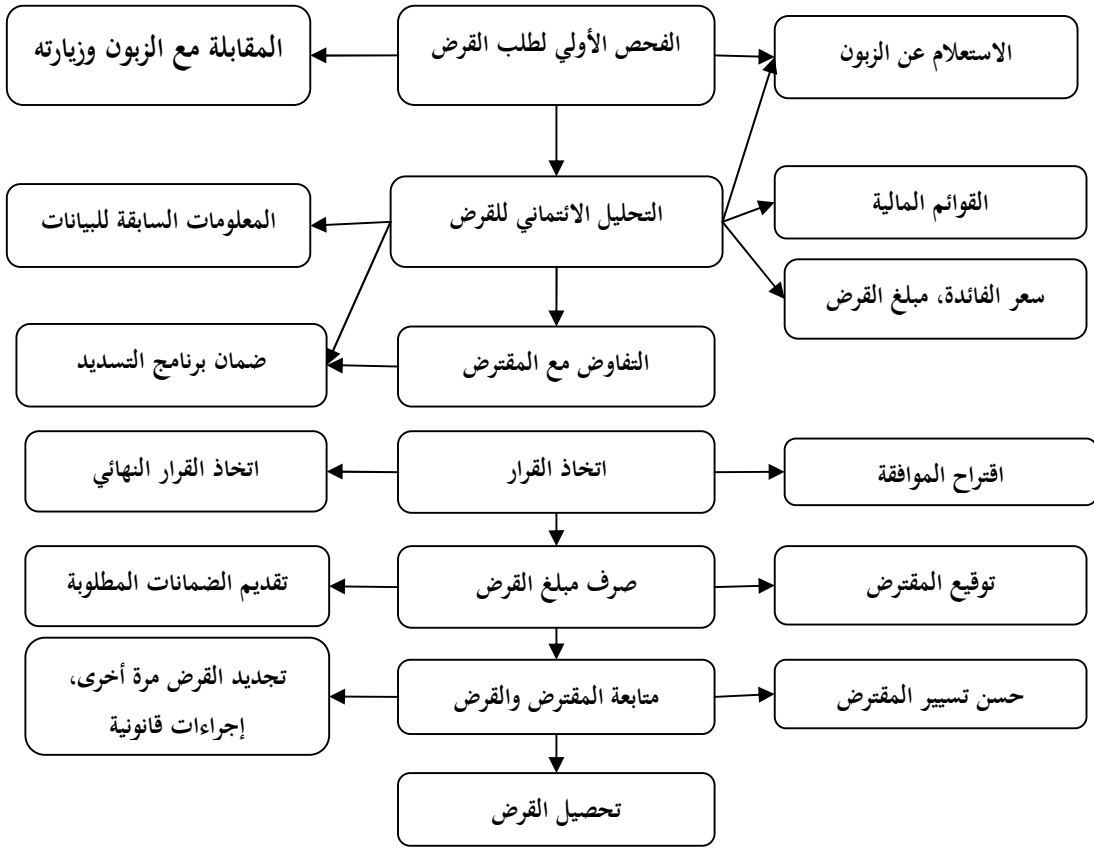 الاستعلام عن الزبون
الفحص الأولي لطلب القرض
المقابلة مع الزبون وزيارته
القوائم المالية
التحليل الائتماني للقرض
المعلومات السابقة للبيانات
سعر الفائدة، مبلغ القرض
التفاوض مع المقترض
ضمان برنامج التسديد
اقتراح الموافقة
اتخاذ القرار
اتخاذ القرار النهائي
توقيع المقترض
صرف مبلغ القرض
تقديم الضمانات المطلوبة
حسن تسيير المقترض
متابعة المقترض والقرض
تجديد القرض مرة أخرى،
إجراءات قانونية
تحصيل القرض